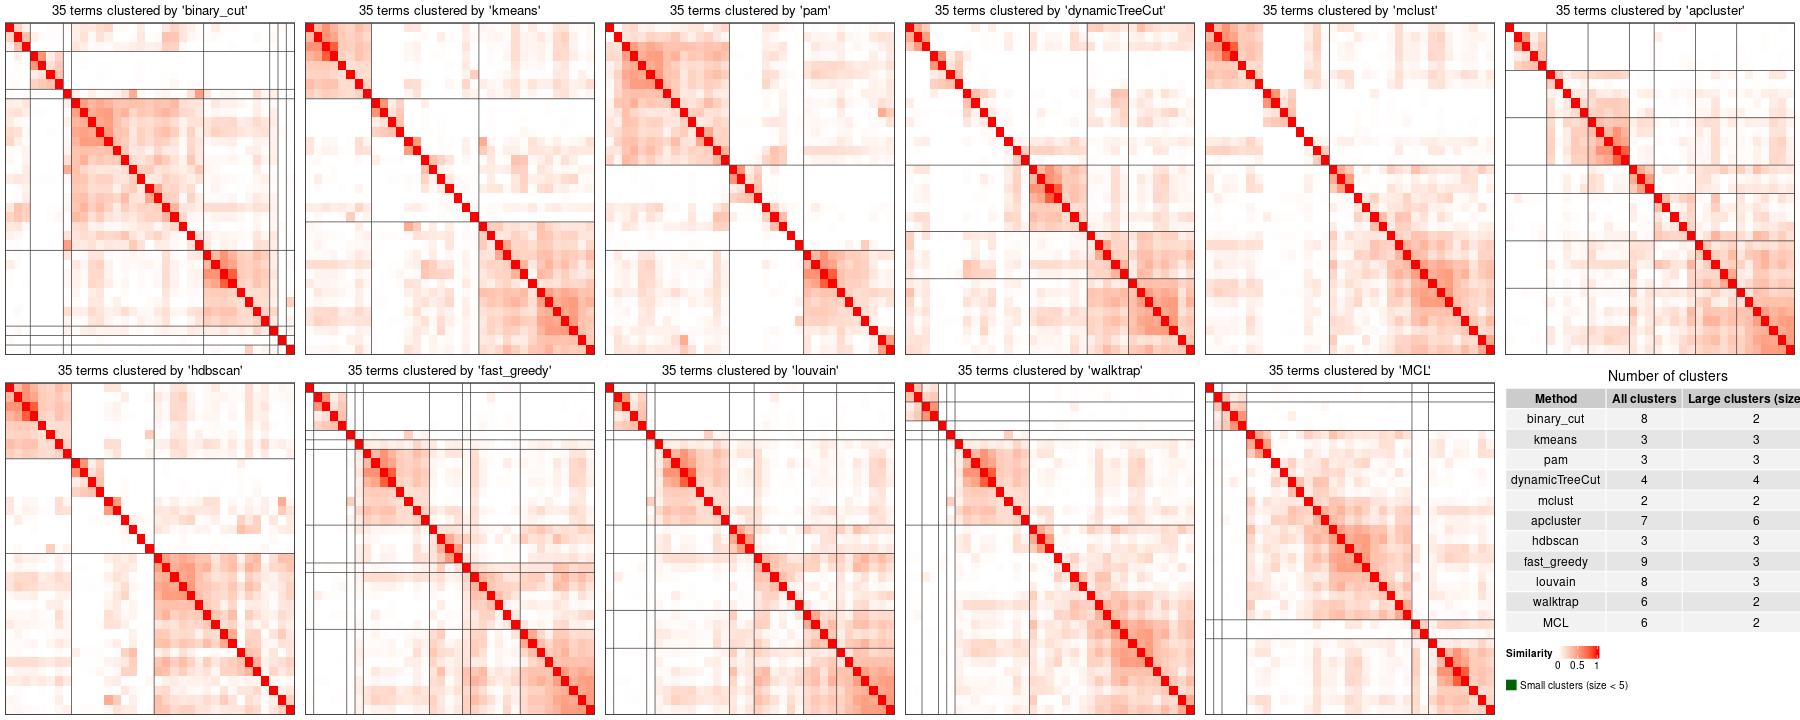 35 terms clustered by 'binary_cut'
35 terms clustered by 'kmeans'
35 terms clustered by 'pam'
35 terms clustered by 'dynamicTreeCut'
35 terms clustered by 'mclust'
35 terms clustered by 'apcluster'
35 terms clustered by 'hdbscan'
35 terms clustered by 'fast_greedy'
35 terms clustered by 'louvain'
35 terms clustered by 'walktrap'
35 terms clustered by 'MCL'
Number of clusters
Method All clusters Large clusters (size
binary_cut 8 2
kmeans 3 3
pam 3 3
dynamicTreeCut 4 4
mclust 2 2
apcluster 7 6
hdbscan 3 3
fast_greedy 9 3
louvain 8 3
walktrap 6 2
MCL 6 2
Similarity
0 0.5 1
Small clusters (size < 5)